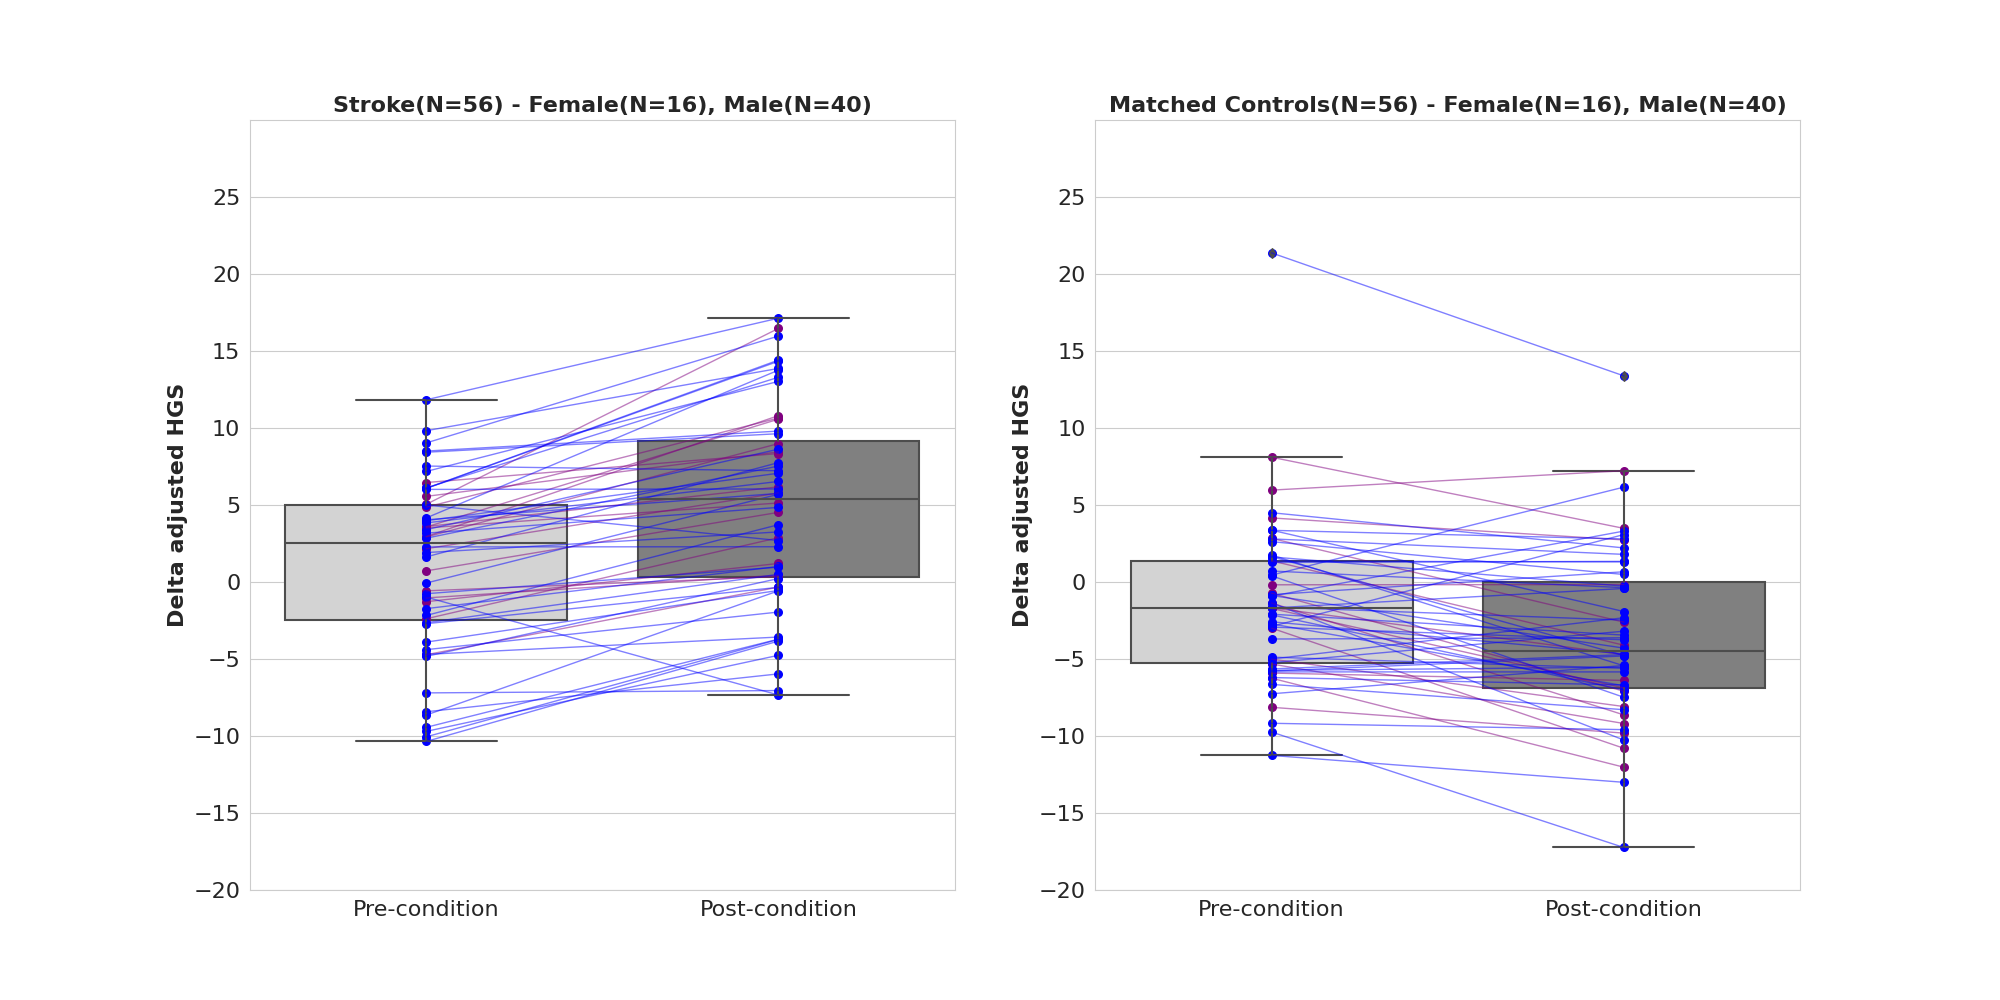 Stroke(N=56) - Female(N=16), Male(N=40)
Delta adjusted HGS
25
20
15
10
5
0
−5
−10
−15
−20
Pre-condition
Post-condition
Matched Controls(N=56) - Female(N=16), Male(N=40)
Delta adjusted HGS
25
20
15
10
5
0
−5
−10
−15
−20
Pre-condition
Post-condition